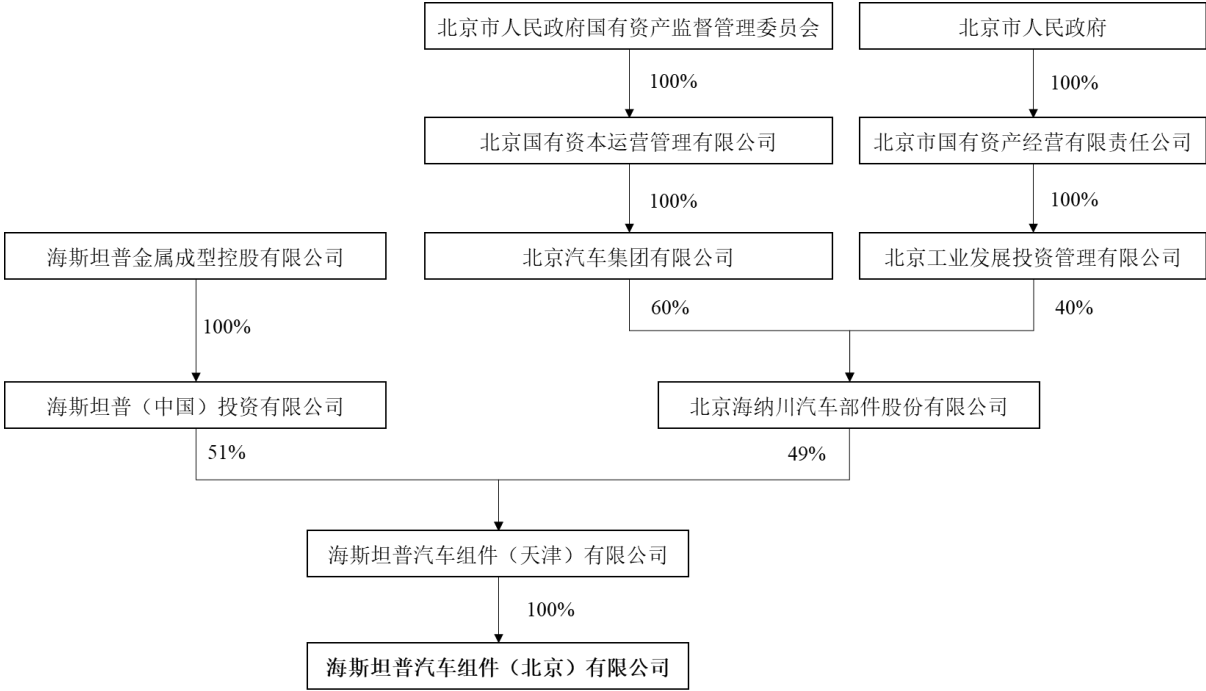 北京市人民政府国有资产监督管理委员会
北京市人民政府
100%
100%
北京国有资本运营管理有限公司
北京市国有资产经营有限责任公司
100%
100%
海斯坦普金属成型控股有限公司
北京汽车集团有限公司
北京工业发展投资管理有限公司
60%
40%
100%
海斯坦普（中国）投资有限公司
北京海纳川汽车部件股份有限公司
51%
49%
海斯坦普汽车组件（天津）有限公司
100%
海斯坦普汽车组件（北京）有限公司